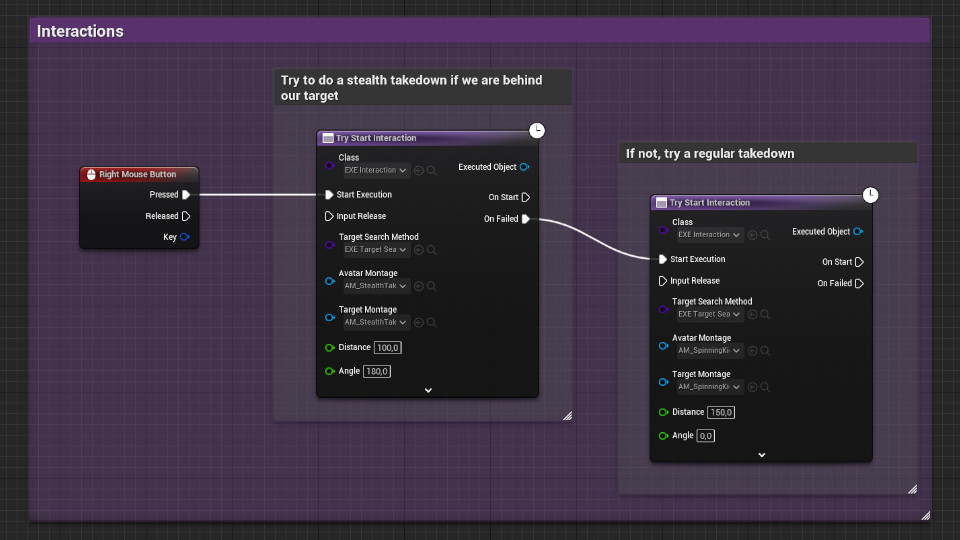 Interactions
Try to do a stealth takedown if we are behind
our target
Right Mouse Button
Pressed
Released
Key
Try Start Interaction
Class
EXE Interaction
Executed Object
Start Execution
On Start
Input Release
On Failed
Target Search Method
EXE Target Sea
Avatar Montage
AM_StealthTak
Target Montage
AM_StealthTak
Distance 100,0
Angle 180,0
If not, try a regular takedown
Try Start Interaction
Class
EXE Interaction
Executed Object
Start Execution
On Start
Input Release
On Failed
Target Search Method
EXE Target Sea
Avatar Montage
AM_SpinningKi
Target Montage
AM_SpinningKi
Distance 150,0
Angle 0,0